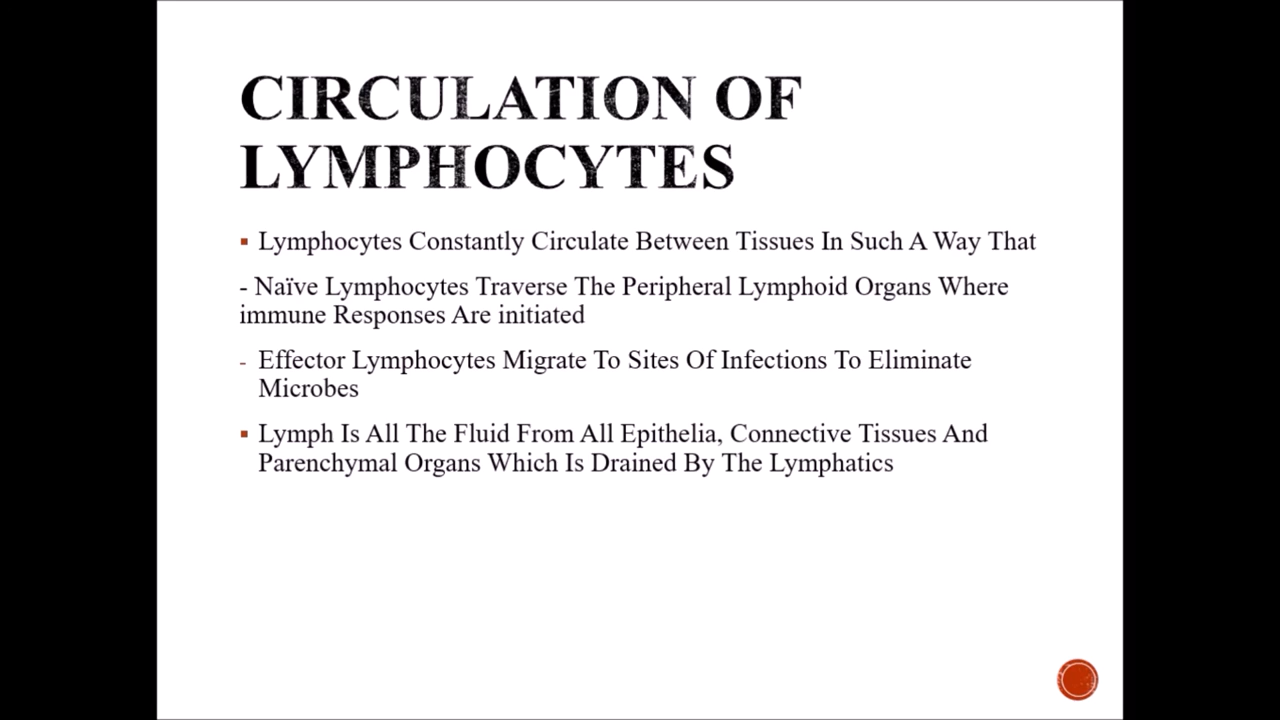 CIRCULATION OF
LYMPHOCYTES
▪ Lymphocytes Constantly Circulate Between Tissues In Such A Way That
- Naïve Lymphocytes Traverse The Peripheral Lymphoid Organs Where
immune Responses Are initiated
- Effector Lymphocytes Migrate To Sites Of Infections To Eliminate
Microbes
▪ Lymph Is All The Fluid From All Epithelia, Connective Tissues And
Parenchymal Organs Which Is Drained By The Lymphatics